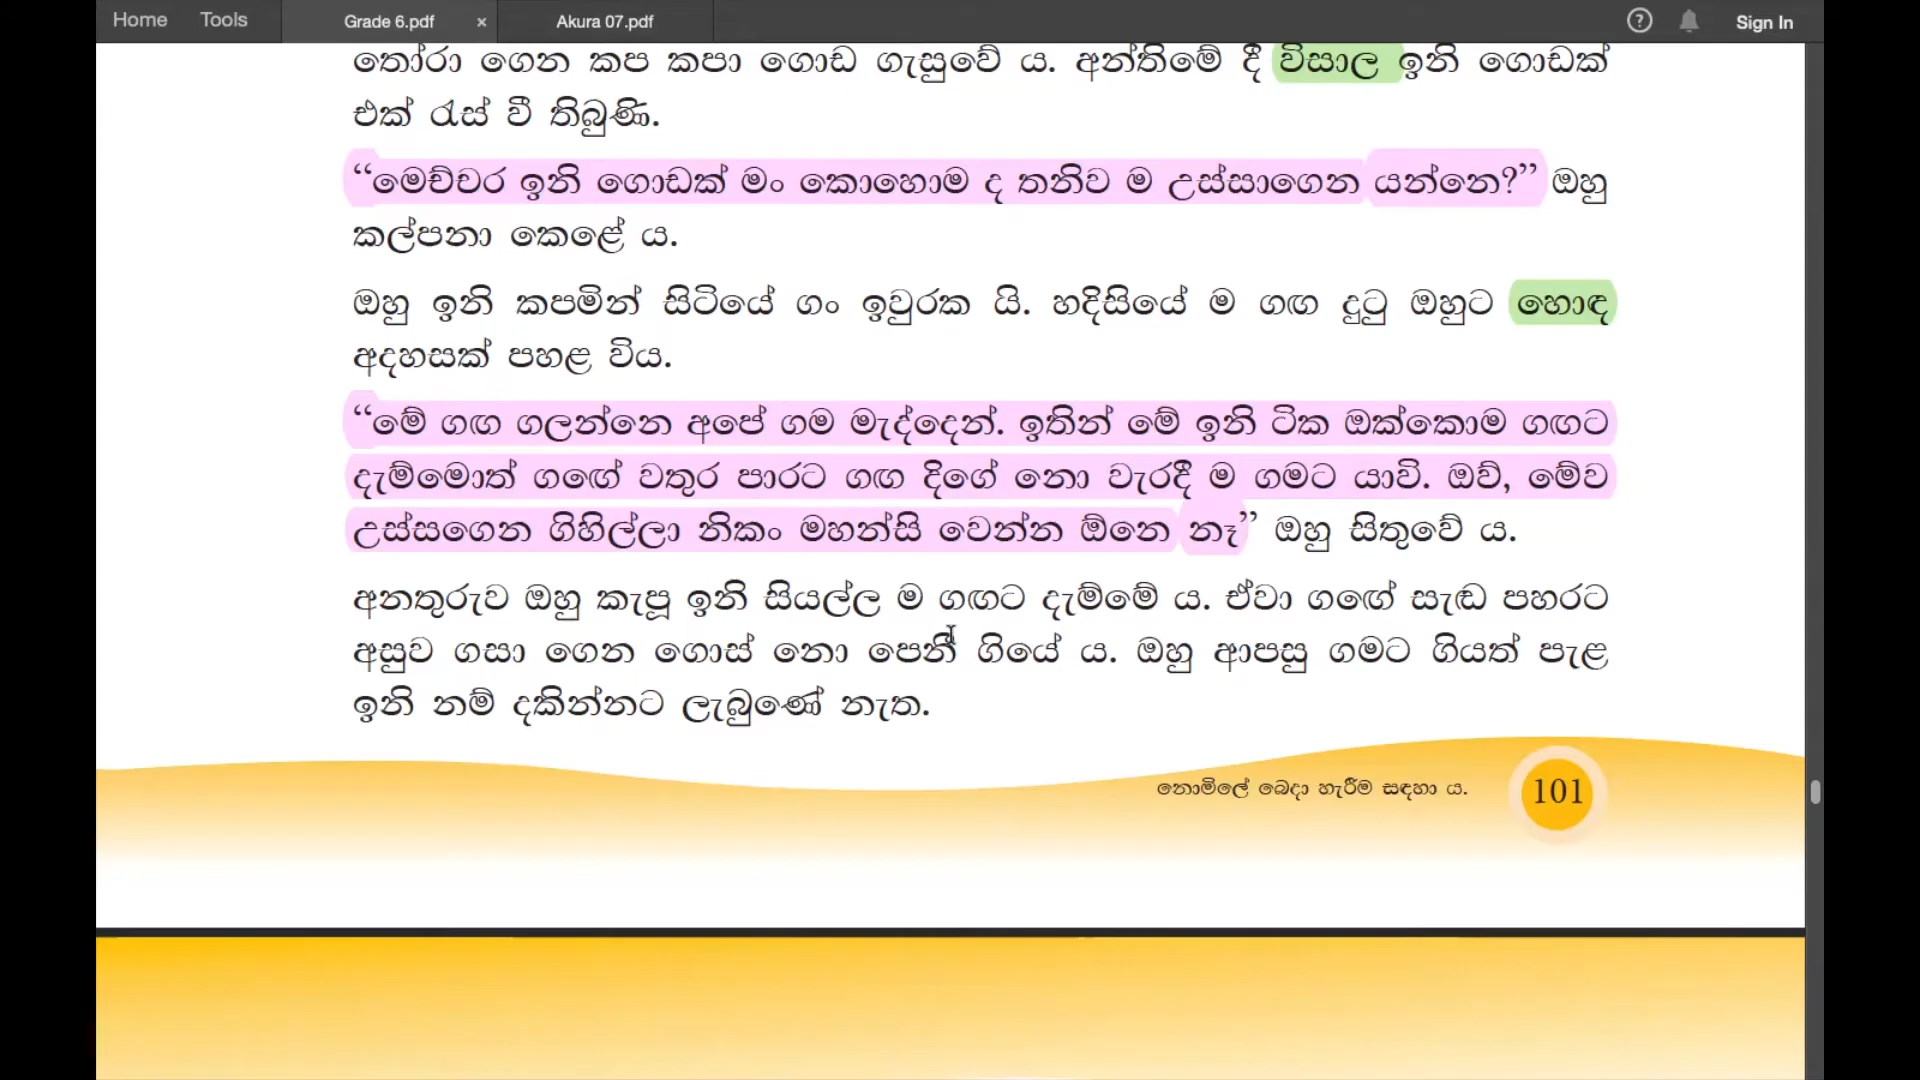 Home Tools Grade 6.pdf × Akura 07.pdf ? Sign In
තෝරා ගෙන කප කපා ගොඩ ගැසුවේ ය. අන්තිමේ දී විසාල ඉනි ගොඩක්
එක් රැස් වී තිබුණි.
“මෙච්චර ඉනි ගොඩක් මං කොහොම ද තනිව ම උස්සාගෙන යන්නෙ?” ඔහු
කල්පනා කෙළේ ය.
ඔහු ඉනි කපමින් සිටියේ ගං ඉවුරක යි. හදිසියේ ම ගඟ දුටු ඔහුට හොඳ
අදහසක් පහළ විය.
“මේ ගඟ ගලන්නෙ අපේ ගම මැද්දෙන්. ඉතින් මේ ඉනි ටික ඔක්කොම ගඟට
දැම්මොත් ගඟේ වතුර පාරට ගඟ දිගේ නො වැරදී ම ගමට යාවි. ඔව්, මේව
උස්සගෙන ගිහිල්ලා නිකං මහන්සි වෙන්න ඕනෙ නෑ” ඔහු සිතුවේ ය.
අනතුරුව ඔහු කැපූ ඉනි සියල්ල ම ගඟට දැම්මේ ය. ඒවා ගඟේ සැඬ පහරට
අසුව ගසා ගෙන ගොස් නො පෙනී ගියේ ය. ඔහු ආපසු ගමට ගියත් පැළ
ඉනි නම් දකින්නට ලැබුණේ නැත.
නොමිලේ බෙදා හැරීම සඳහා ය. 101